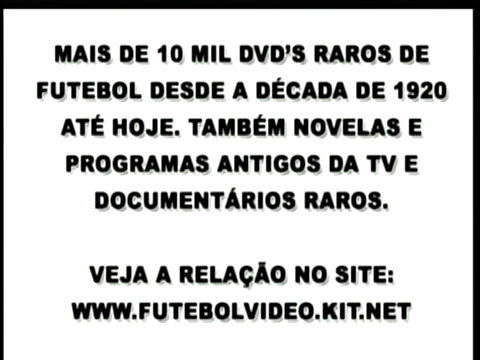 MAIS DE 10 MIL DVD'S RAROS DE
FUTEBOL DESDE A DÉCADA DE 1920
ATÉ HOJE. TAMBÉM NOVELAS E
PROGRAMAS ANTIGOS DA TV E
DOCUMENTÁRIOS RAROS.
VEJA A RELAÇÃO NO SITE:
WWW.FUTEBOLVIDEO.KIT.NET